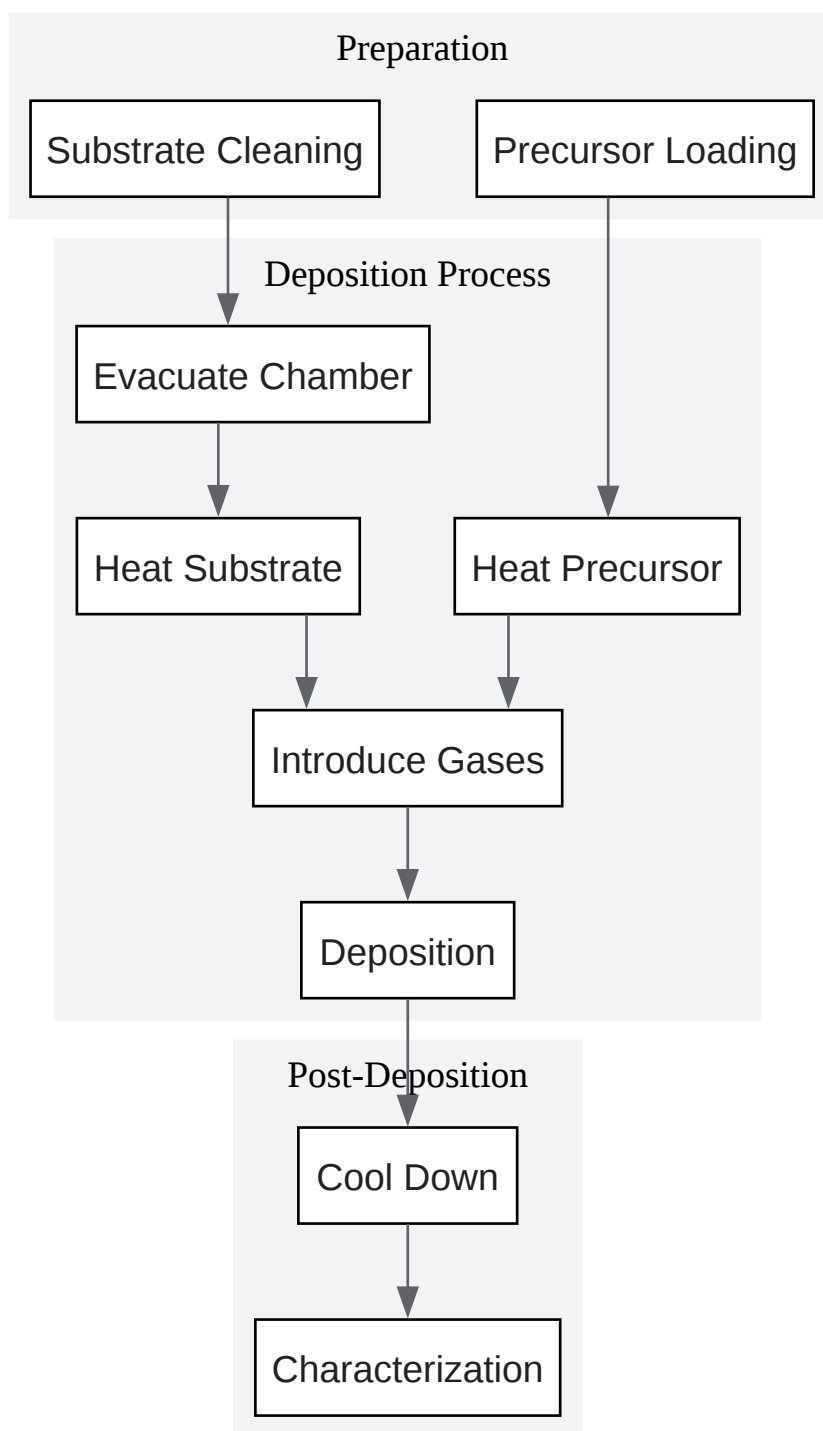 Preparation
Substrate Cleaning
Precursor Loading
Deposition Process
Evacuate Chamber
Heat Substrate
Heat Precursor
Introduce Gases
Deposition
Post-Deposition
Cool Down
Characterization